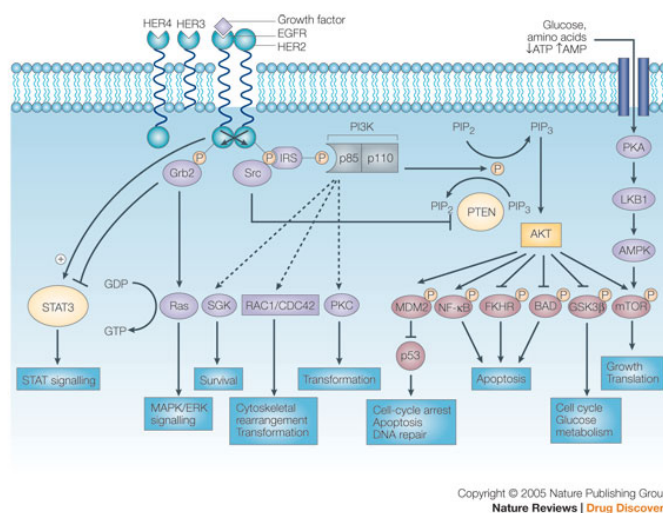 HER4 HER3
Growth factor
EGFR
HER2
Glucose,
amino acids
↓ATP ↑AMP
PI3K
PIP2
PIP3
P
Grb2
P
Src
IRS
P
p85
p110
P
PKA
PIP2
PIP3
PTEN
LKB1
AKT
AMPK
+
STAT3
GDP
GTP
Ras
SGK
RAC1/CDC42
PKC
MDM2
P
NF-κB
P
FKHR
P
BAD
P
GSK3β
P
mTOR
P
p53
STAT signalling
Survival
Transformation
Apoptosis
Growth
Translation
MAPK/ERK
signalling
Cytoskeletal
rearrangement
Transformation
Cell-cycle arrest
Apoptosis
DNA repair
Cell cycle
Glucose
metabolism
Copyright © 2005 Nature Publishing Grou
Nature Reviews | Drug Discover